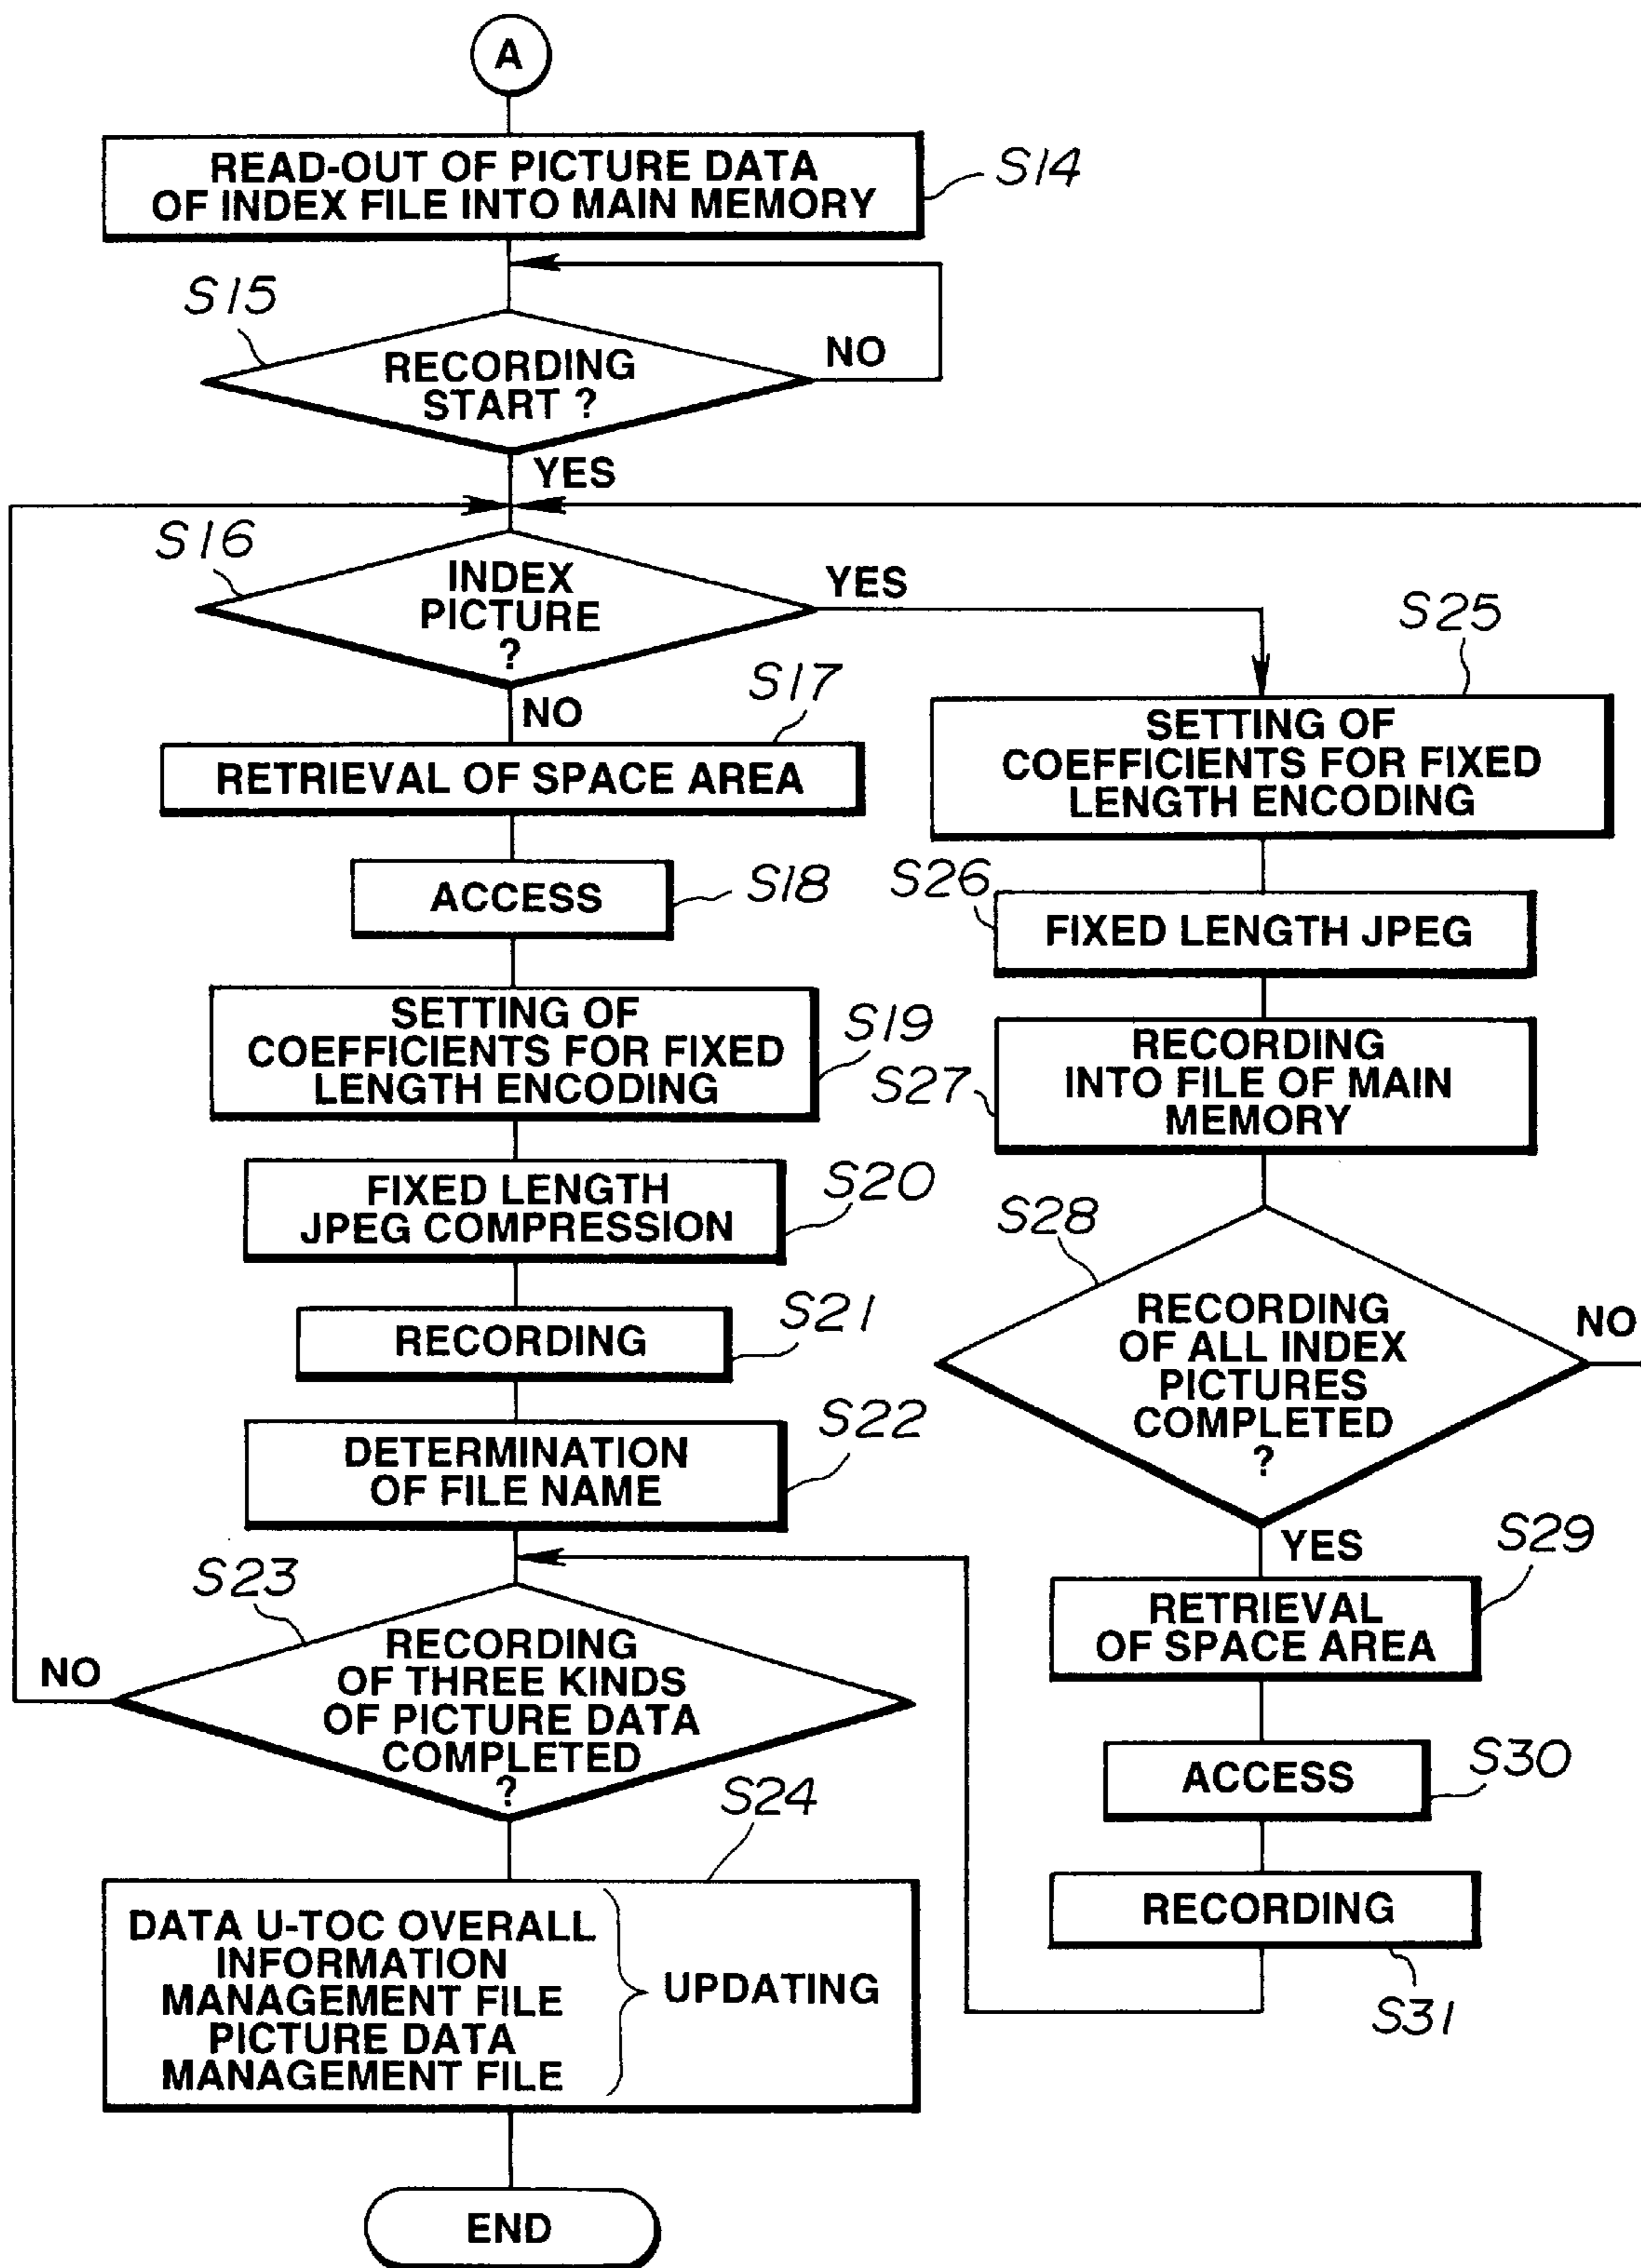 A
READ-OUT OF PICTURE DATA
OF INDEX FILE INTO MAIN MEMORY
S14
S15
RECORDING
START ?
NO
YES
S16
INDEX
PICTURE
?
YES
NO
S17
RETRIEVAL OF SPACE AREA
ACCESS
S18
SETTING OF
COEFFICIENTS FOR FIXED
LENGTH ENCODING
S19
FIXED LENGTH
JPEG COMPRESSION
S20
RECORDING
S21
DETERMINATION
OF FILE NAME
S22
S23
RECORDING
OF THREE KINDS
OF PICTURE DATA
COMPLETED
?
NO
S24
DATA U-TOC OVERALL
INFORMATION
MANAGEMENT FILE
PICTURE DATA
MANAGEMENT FILE
UPDATING
END
S25
SETTING OF
COEFFICIENTS FOR FIXED
LENGTH ENCODING
S26
FIXED LENGTH JPEG
S27
RECORDING
INTO FILE OF MAIN
MEMORY
S28
RECORDING
OF ALL INDEX
PICTURES
COMPLETED
?
NO
YES
S29
RETRIEVAL
OF SPACE AREA
ACCESS
S30
RECORDING
S31